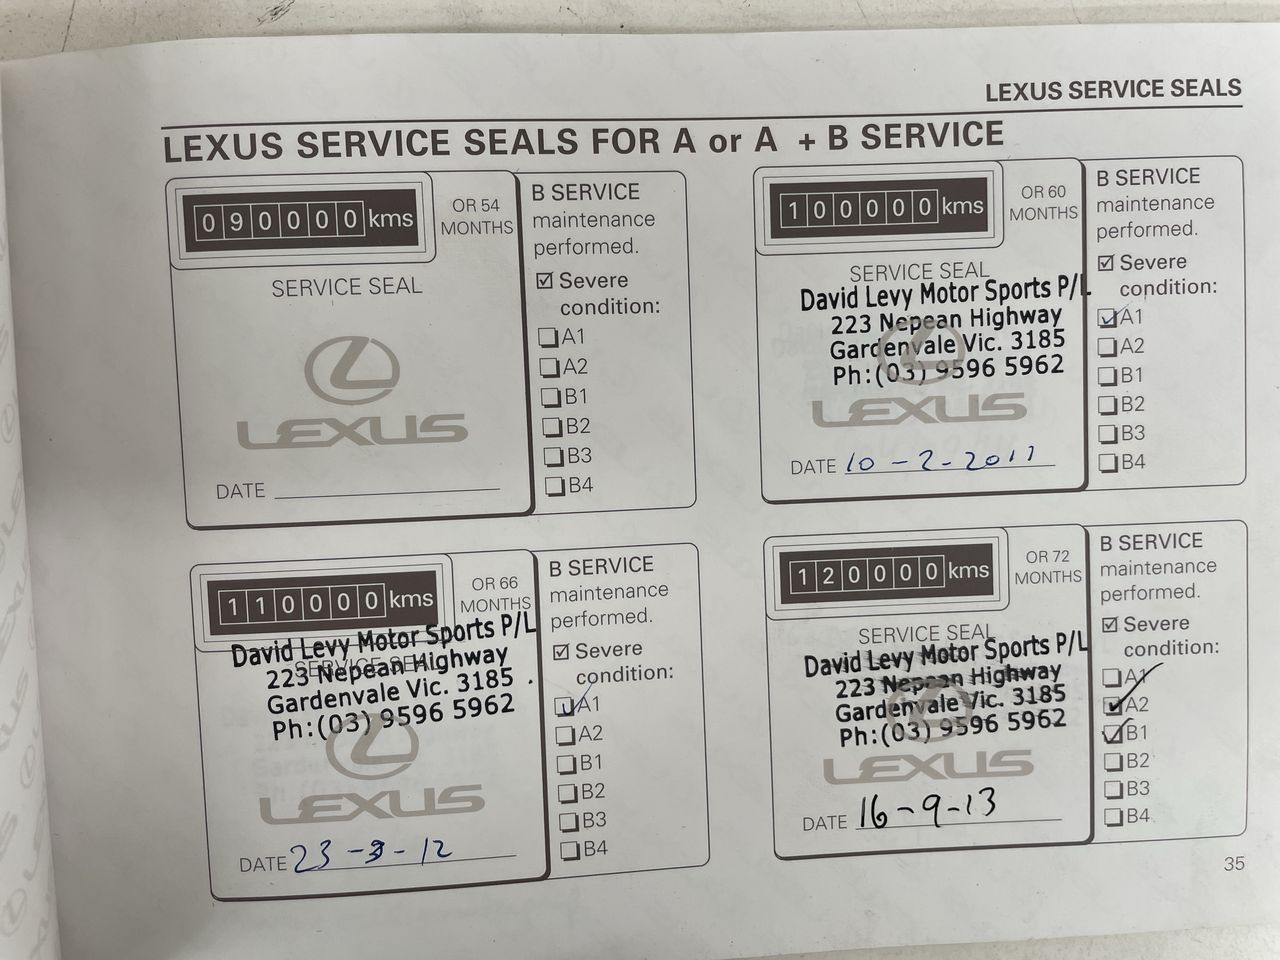 LEXUS SERVICE SEALS
LEXUS SERVICE SEALS FOR A or A + B SERVICE
090000 kms
OR 54
MONTHS
SERVICE SEAL
LEXUS
DATE
B SERVICE
maintenance
performed.
☑ Severe
condition:
A1
A2
B1
B2
B3
B4
100000 kms
OR 60
MONTHS
SERVICE SEAL
David Levy Motor Sports P/L
223 Nepean Highway
Gardenvale Vic. 3185
Ph:(03) 9596 5962
LEXUS
DATE 10-2-2011
B SERVICE
maintenance
performed.
☑ Severe
condition:
A1
A2
B1
B2
B3
B4
110000 kms
OR 66
MONTHS
SERVICE SEAL
David Levy Motor Sports P/L
223 Nepean Highway
Gardenvale Vic. 3185
Ph:(03) 9596 5962
LEXUS
DATE 23-3-12
B SERVICE
maintenance
performed.
☑ Severe
condition:
A1
A2
B1
B2
B3
B4
120000 kms
OR 72
MONTHS
SERVICE SEAL
David Levy Motor Sports P/L
223 Nepean Highway
Gardenvale Vic. 3185
Ph:(03) 9596 5962
LEXUS
DATE 16-9-13
B SERVICE
maintenance
performed.
☑ Severe
condition:
A1
A2
B1
B2
B3
B4
35